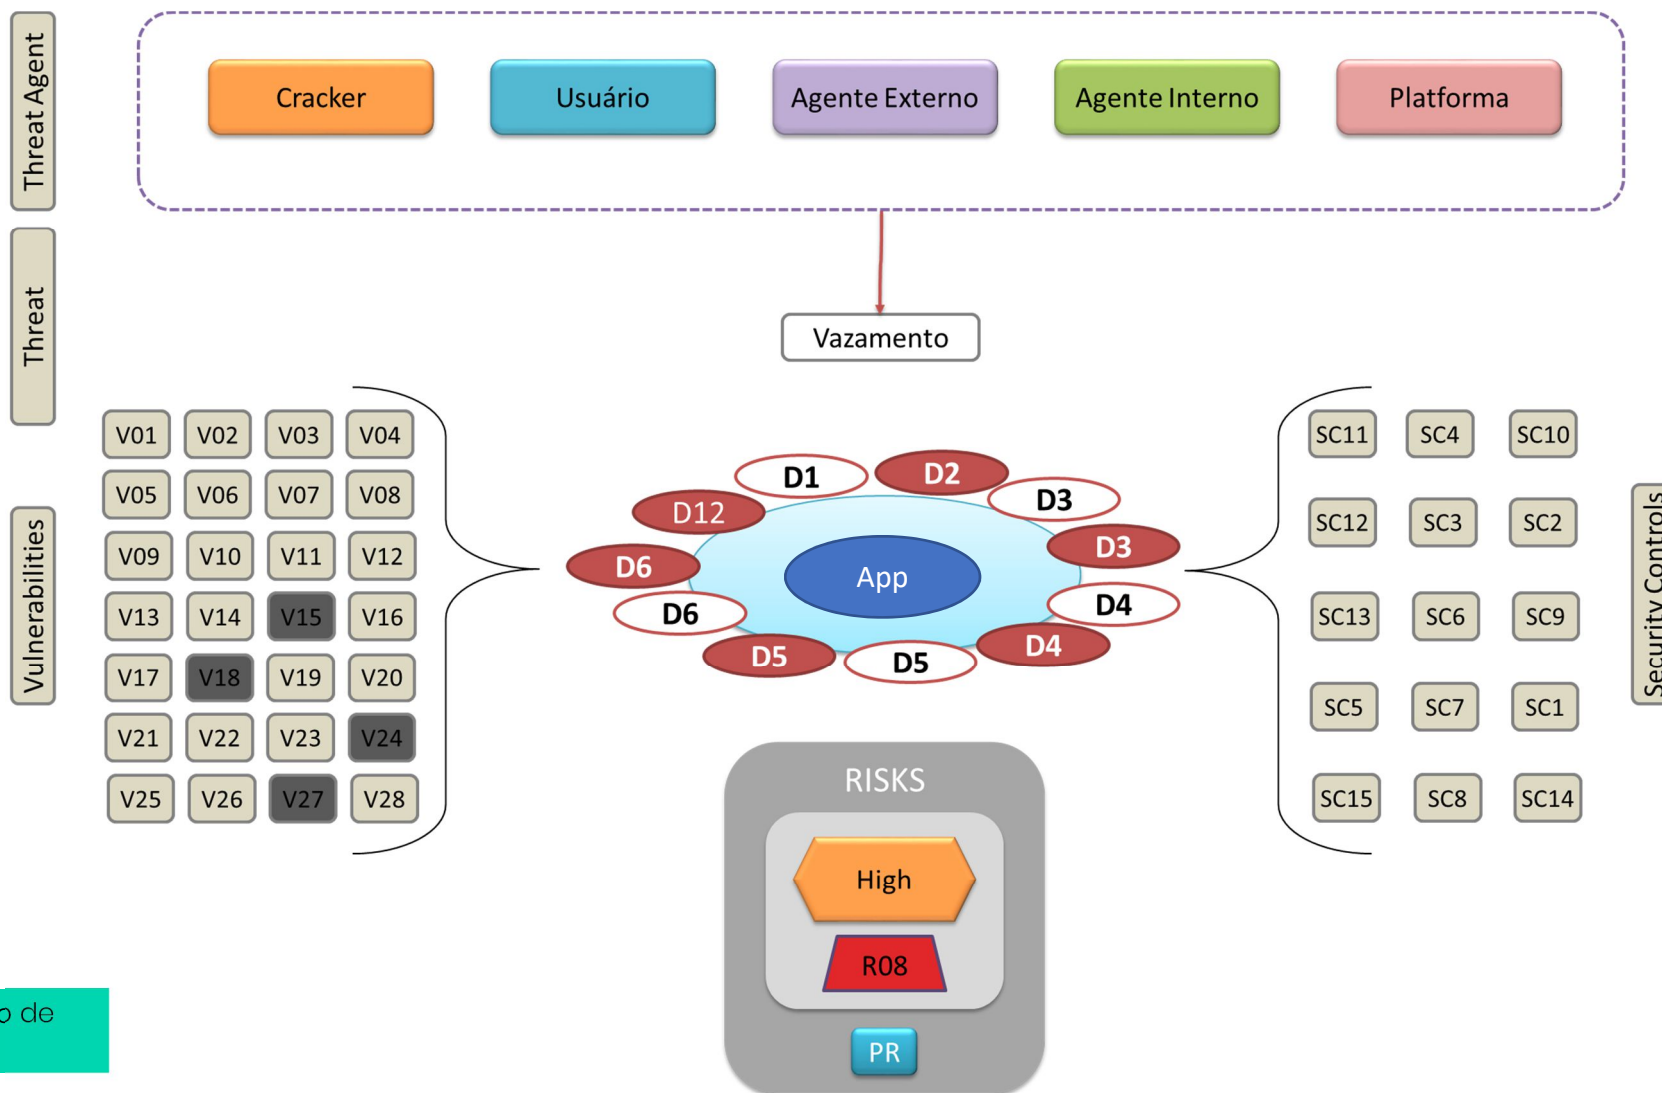 Threat Agent
Cracker
Usuário
Agente Externo
Agente Interno
Platforma
Threat
Vazamento
Vulnerabilities
V01 V02 V03 V04
V05 V06 V07 V08
V09 V10 V11 V12
V13 V14 V15 V16
V17 V18 V19 V20
V21 V22 V23 V24
V25 V26 V27 V28
D1
D2
D3
D12
D3
D6
App
D4
D6
D4
D5
D5
SC11 SC4 SC10
SC12 SC3 SC2
SC13 SC6 SC9
SC5 SC7 SC1
SC15 SC8 SC14
Security Controls
RISKS
High
R08
PR
de